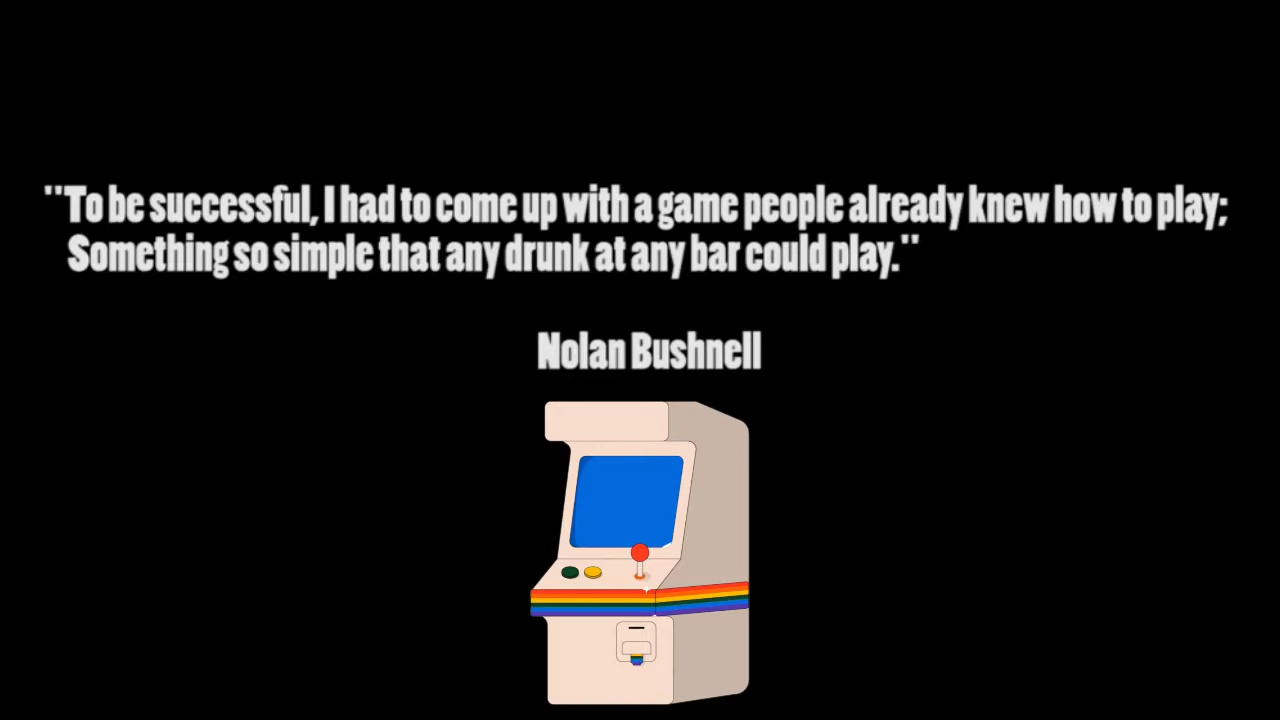 "To be successful, I had to come up with a game people already knew how to play;
Something so simple that any drunk at any bar could play."
Nolan Bushnell